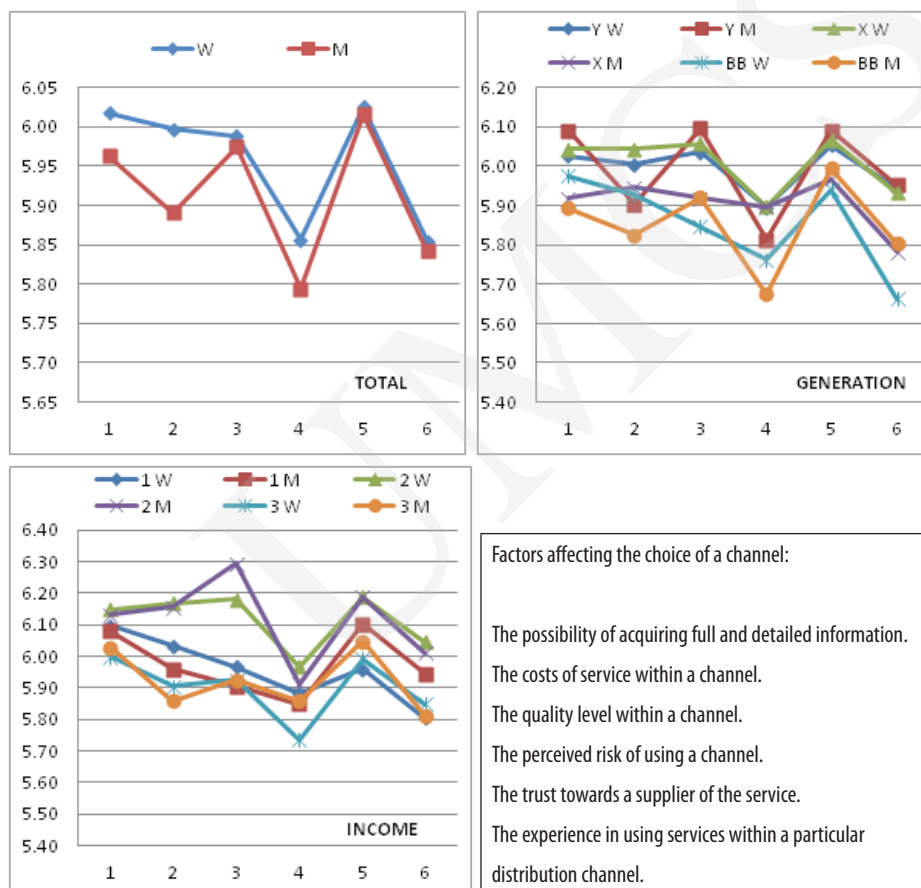 W M
6.05
6.00
5.95
5.90
5.85
5.80
5.75
5.70
5.65
TOTAL
1 2 3 4 5 6
Y W Y M X W
X M BB W BB M
6.20
6.10
6.00
5.90
5.80
5.70
5.60
5.50
5.40
GENERATION
1 2 3 4 5 6
1 W 1 M 2 W
2 M 3 W 3 M
6.40
6.30
6.20
6.10
6.00
5.90
5.80
5.70
5.60
5.50
5.40
INCOME
1 2 3 4 5 6
Factors affecting the choice of a channel:
The possibility of acquiring full and detailed information.
The costs of service within a channel.
The quality level within a channel.
The perceived risk of using a channel.
The trust towards a supplier of the service.
The experience in using services within a particular
distribution channel.
UMCS